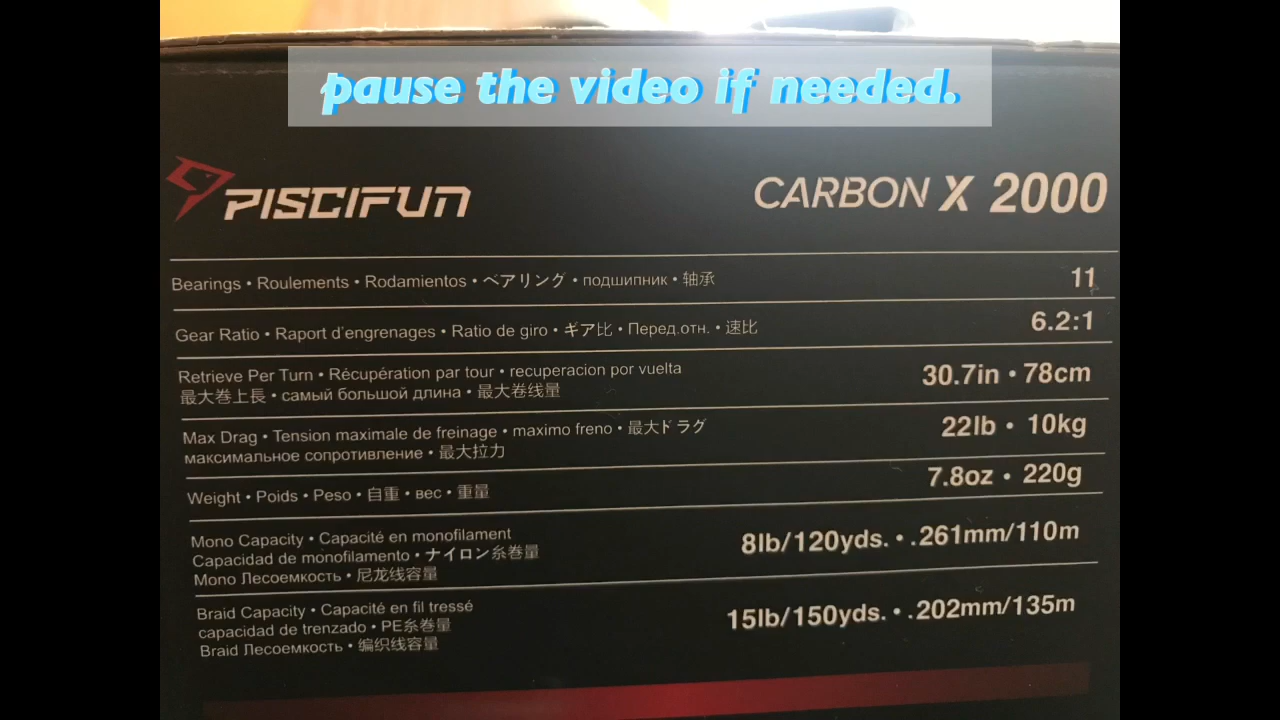 pause the video if needed.
PISCIFUN CARBON X 2000
Bearings • Roulements • Rodamientos • ベアリング • подшипник • 轴承 11
Gear Ratio • Raport d'engrenages • Ratio de giro • ギア比 • Перед.отн. • 速比 6.2:1
Retrieve Per Turn • Récupération par tour • recuperacion por vuelta
最大巻上長 • самый большой длина • 最大卷线量 30.7in • 78cm
Max Drag • Tension maximale de freinage • maximo freno • 最大ドラグ
максимальное сопротивление • 最大拉力 22lb • 10kg
Weight • Poids • Peso • 自重 • вес • 重量 7.8oz • 220g
Mono Capacity • Capacité en monofilament
Capacidad de monofilamento • ナイロン糸巻量 8lb/120yds. • .261mm/110m
Mono Лесоемкость • 尼龙线容量
Braid Capacity • Capacité en fil tressé
capacidad de trenzado • PE糸巻量 15lb/150yds. • .202mm/135m
Braid Лесоемкость • 编织线容量